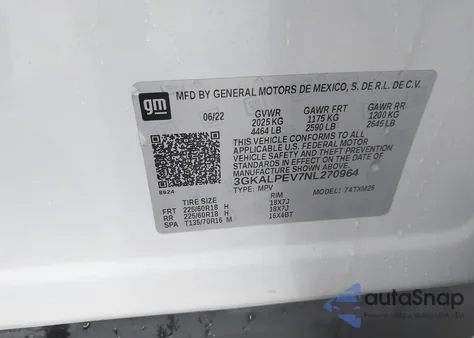 gm
MFD BY GENERAL MOTORS DE MEXICO, S. DE R.L. DE C.V.
06/22 GVWR GAWR FRT GAWR RR
2025 KG 1175 KG 1200 KG
4464 LB 2590 LB 2645 LB
THIS VEHICLE CONFORMS TO ALL APPLICABLE
U.S. FEDERAL MOTOR VEHICLE SAFETY AND
THEFT PREVENTION STANDARDS IN EFFECT ON
THE DATE OF MANUFACTURE SHOWN ABOVE.
3GKALPEV7NL270964
8624
TYPE: MPV MODEL: 74TXM26
TIRE SIZE RIM
FRT 225/60R18 H 18X7J
RR 225/60R18 H 18X7J
SPA T135/70R16 M 16X4BT
autoSnap